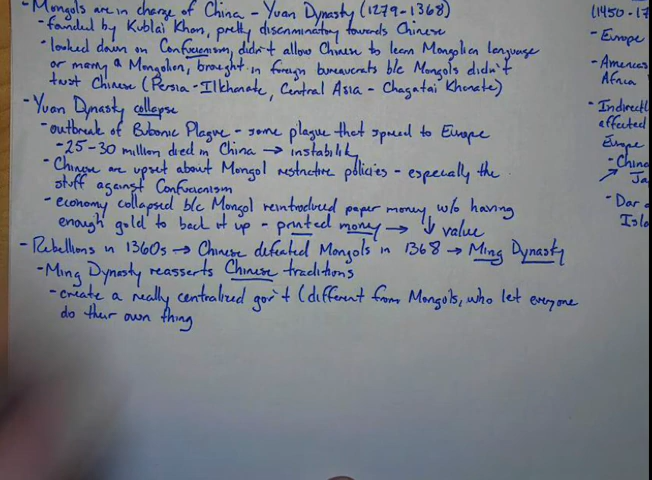 - Mongols are in charge of China - Yuan Dynasty (1279-1368)
- founded by Kublai Khan, pretty discriminatory towards Chinese
- looked down on Confucianism, didn't allow Chinese to learn Mongolian language
or marry a Mongolian, brought in foreign bureaucrats b/c Mongols didn't
trust Chinese (Persia - Ilkhanate, Central Asia - Chagatai Khanate)
- Yuan Dynasty collapse
- outbreak of Bubonic Plague - same plague that spread to Europe
- 25-30 million died in China → instability
- Chinese are upset about Mongol restrictive policies - especially the
stuff against Confucianism
- economy collapsed b/c Mongol reintroduced paper money w/o having
enough gold to back it up - printed money → ↓ value
- Rebellions in 1360s → Chinese defeated Mongols in 1368 → Ming Dynasty
- Ming Dynasty reasserts Chinese traditions
- create a really centralized gov't (different from Mongols, who let everyone
do their own thing
(1450-17
- Europe
- Americas
Africa
- Indirectl
affected
Europe
- China
Ja
- Dar a
Isla